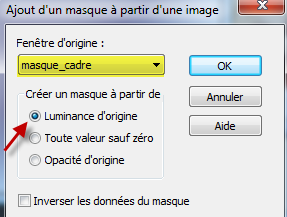 Ajout d'un masque à partir d'une image
Fenêtre d'origine :
masque_cadre
OK
Créer un masque à partir de
Annuler
Luminance d'origine
Toute valeur sauf zéro
Aide
Opacité d'origine
Inverser les données du masque